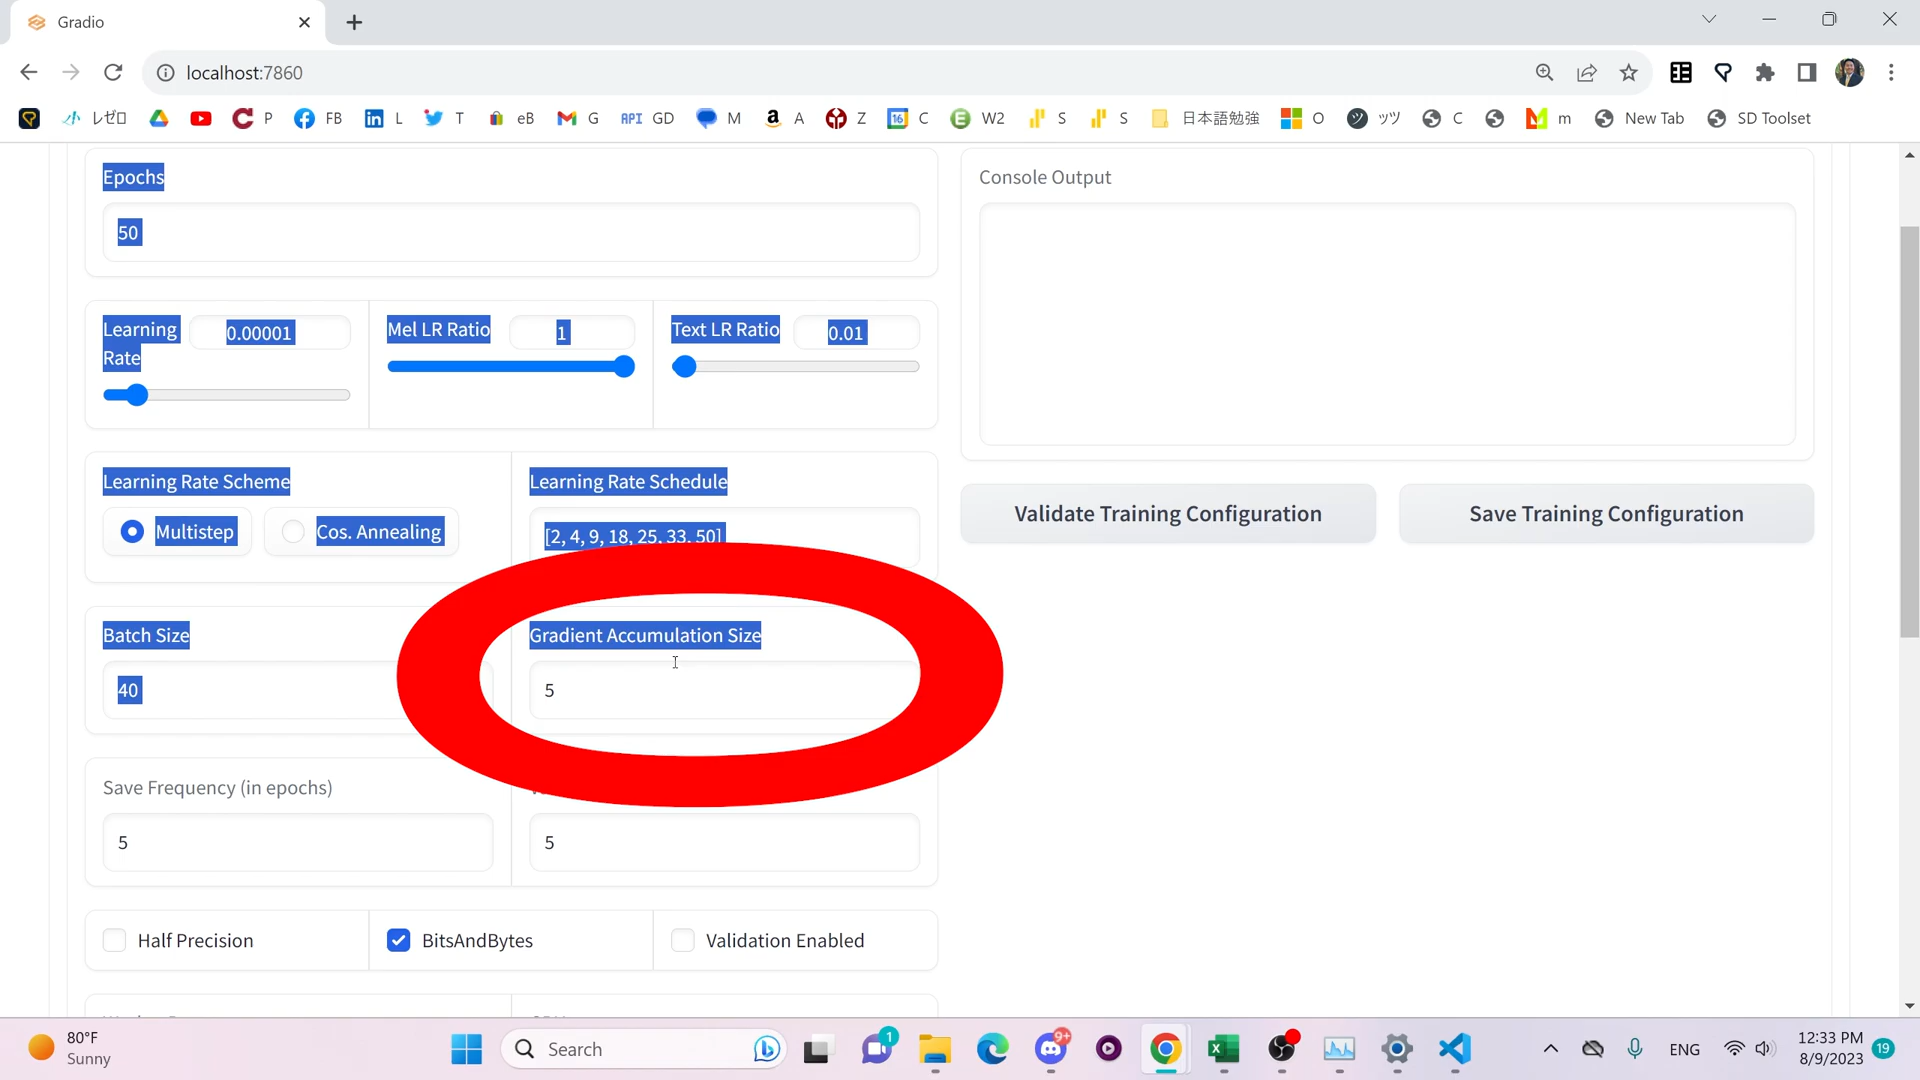 Gradio
localhost:7860
レゼロ
P
FB
L
T
eB
G
API GD
M
A
Z
16 C
W2
S
S
日本語勉強
O
ツ ッツ
C
m
New Tab
SD Toolset
Epochs
50
Learning Rate
0.00001
Mel LR Ratio
1
Text LR Ratio
0.01
Learning Rate Scheme
Multistep
Cos. Annealing
Learning Rate Schedule
[2, 4, 9, 18, 25, 33, 50]
Batch Size
40
Gradient Accumulation Size
5
Save Frequency (in epochs)
5
5
Half Precision
BitsAndBytes
Validation Enabled
Console Output
Validate Training Configuration
Save Training Configuration
80°F
Sunny
Search
1
9+
ENG
12:33 PM
8/9/2023
19